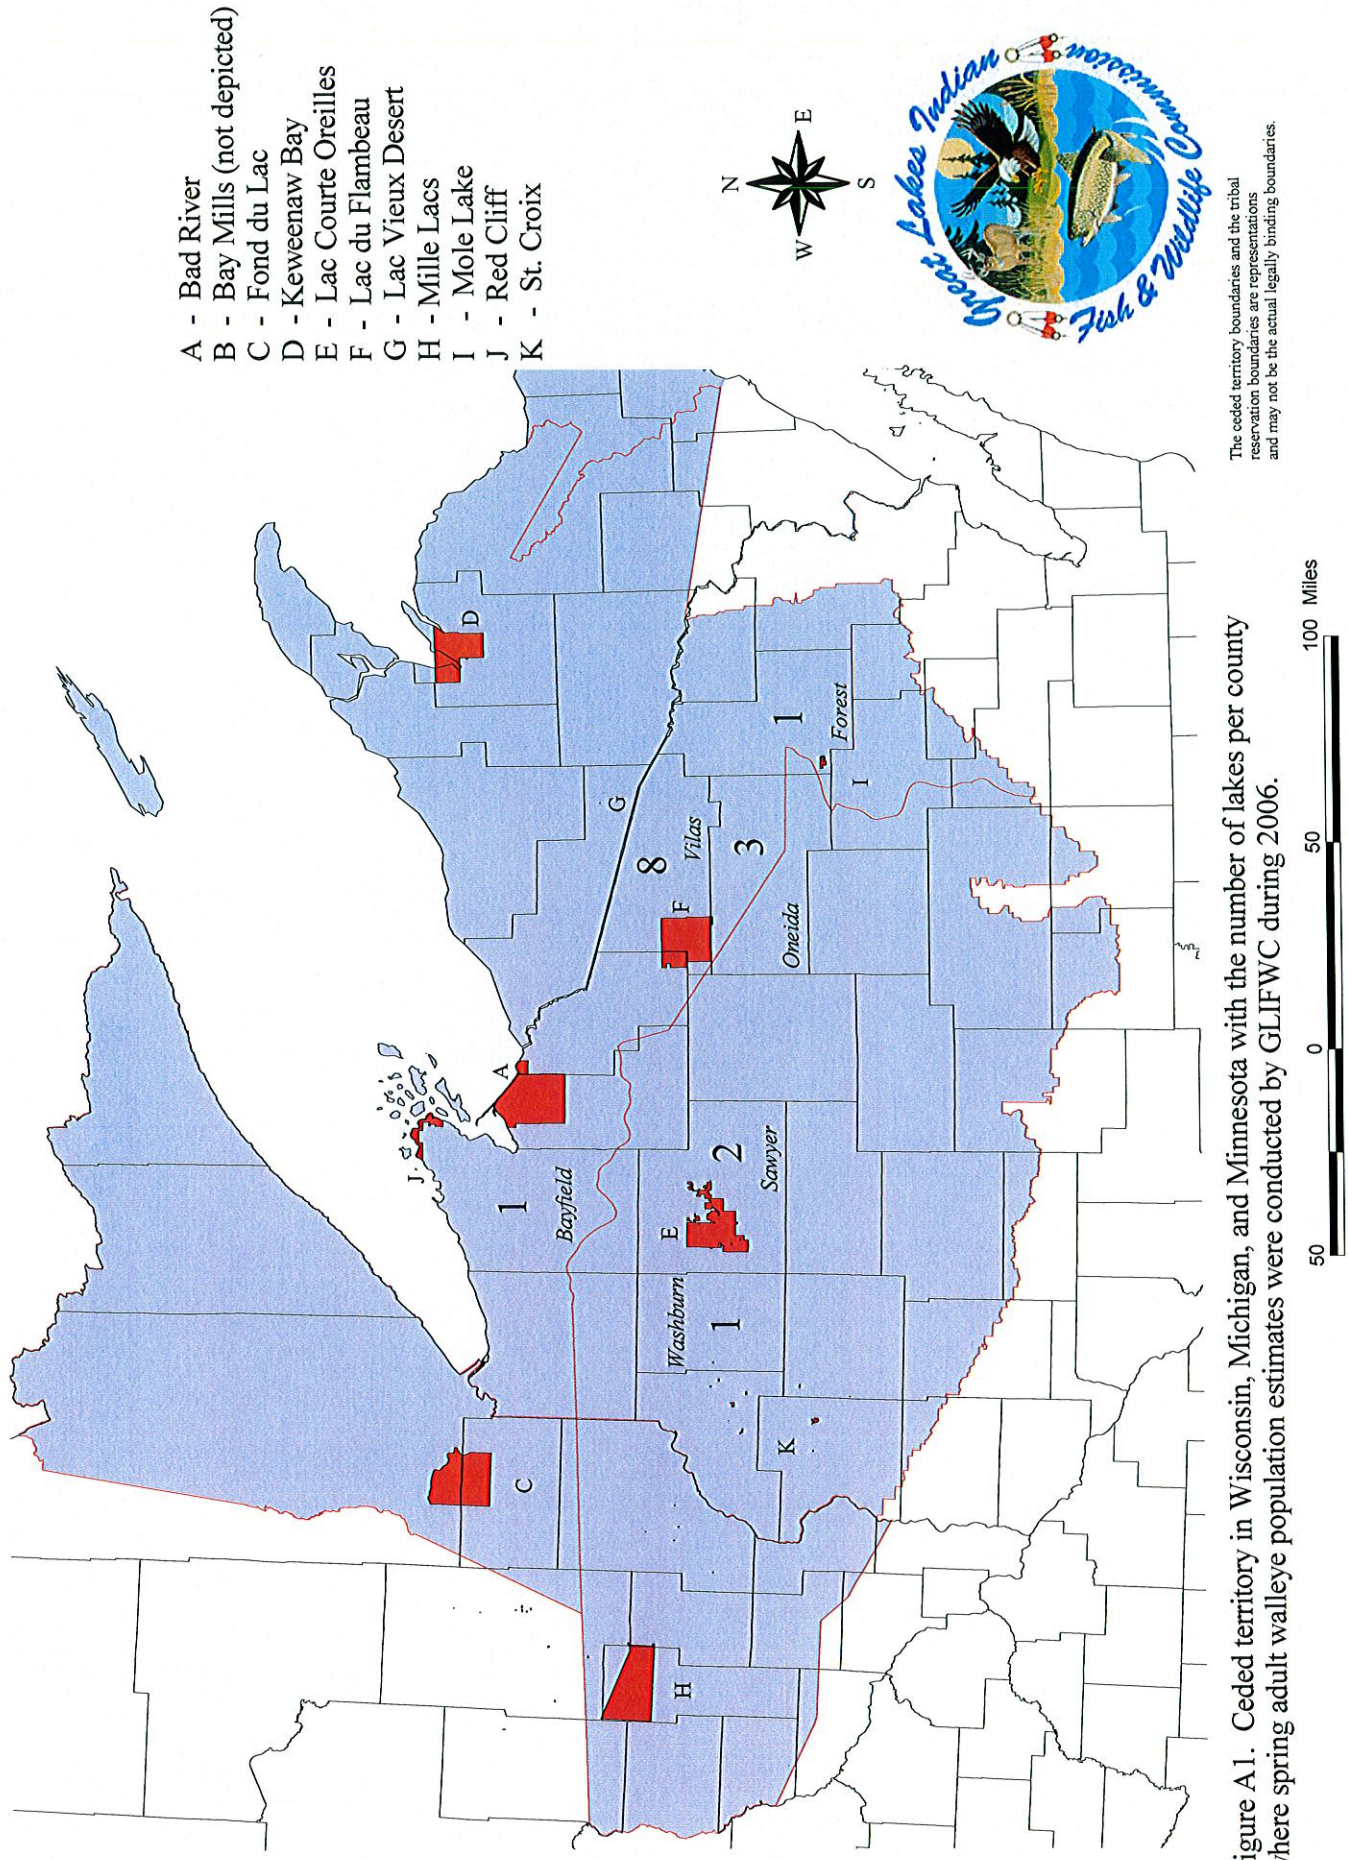 A - Bad River
B - Bay Mills (not depicted)
C - Fond du Lac
D - Keweenaw Bay
E - Lac Courte Oreilles
F - Lac du Flambeau
G - Lac Vieux Desert
H - Mille Lacs
I - Mole Lake
J - Red Cliff
K - St. Croix
N
W
E
S
Great Lakes Indian
Fish & Wildlife Commission
The ceded territory boundaries and the tribal
reservation boundaries are representations
and may not be the actual legally binding boundaries.
D
J
A
C
1
Bayfield
G
8
Vilas
F
H
E
Washburn
1
2
Sawyer
3
Oneida
1
Forest
I
K
igure A1. Ceded territory in Wisconsin, Michigan, and Minnesota with the number of lakes per county
where spring adult walleye population estimates were conducted by GLIFWC during 2006.
50
0
50
100 Miles